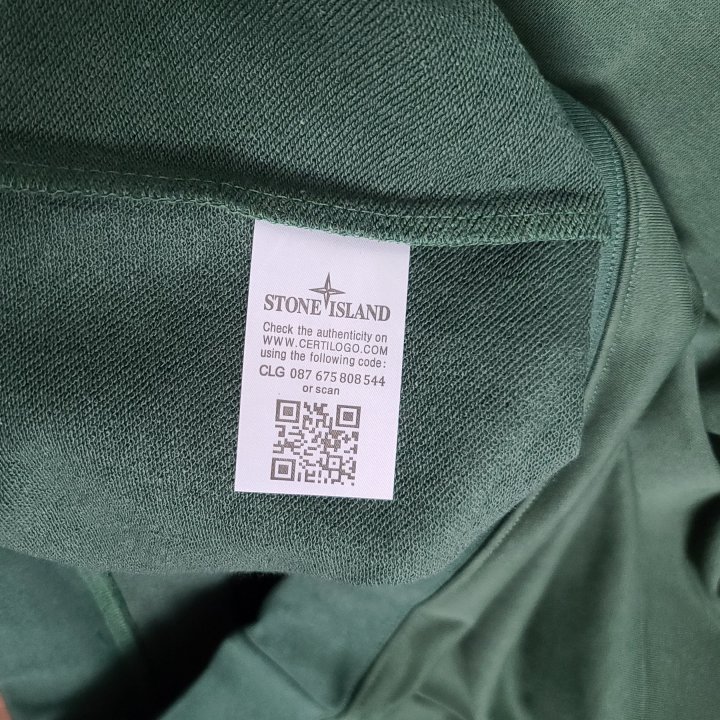 STONE ISLAND
Check the authenticity on
WWW.CERTILOGO.COM
using the following code:
CLG 087 675 808 544
or scan